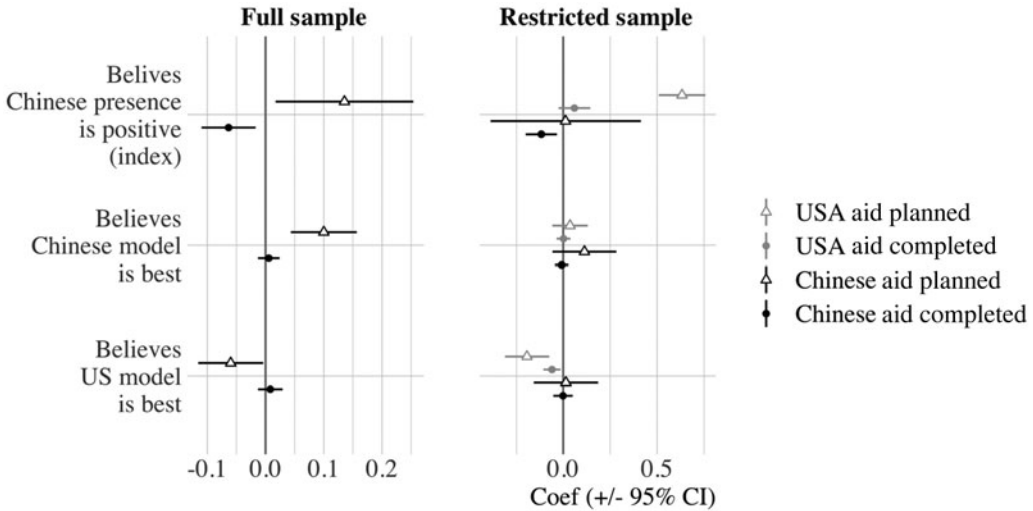 Full sample
Restricted sample
Belives
Chinese presence
is positive
(index)
Believes
Chinese model
is best
Believes
US model
is best
-0.1 0.0 0.1 0.2
0.0 0.5
Coef (+/- 95% CI)
USA aid planned
USA aid completed
Chinese aid planned
Chinese aid completed